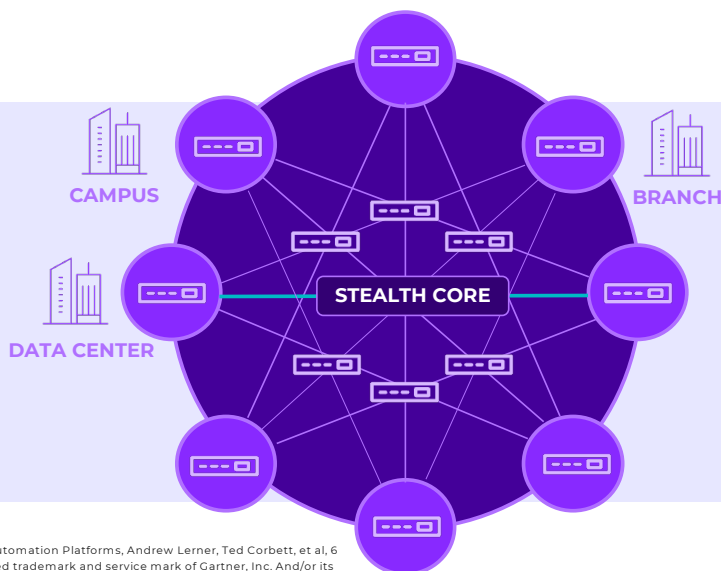 CAMPUS
BRANCH
STEALTH CORE
DATA CENTER
utomation Platforms, Andrew Lerner, Ted Corbett, et al, 6
ed trademark and service mark of Gartner, Inc. And/or its